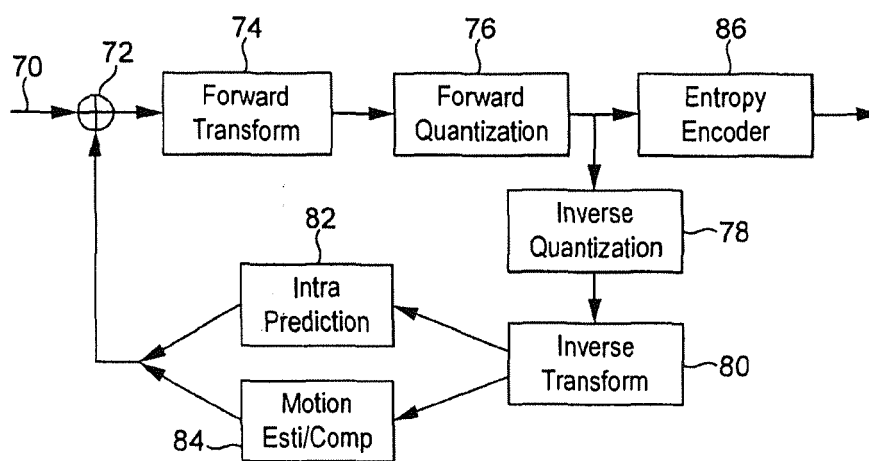 70
72
74
76
86
Forward
Transform
Forward
Quantization
Entropy
Encoder
Inverse
Quantization
78
82
Intra
Prediction
Inverse
Transform
80
Motion
Esti/Comp
84